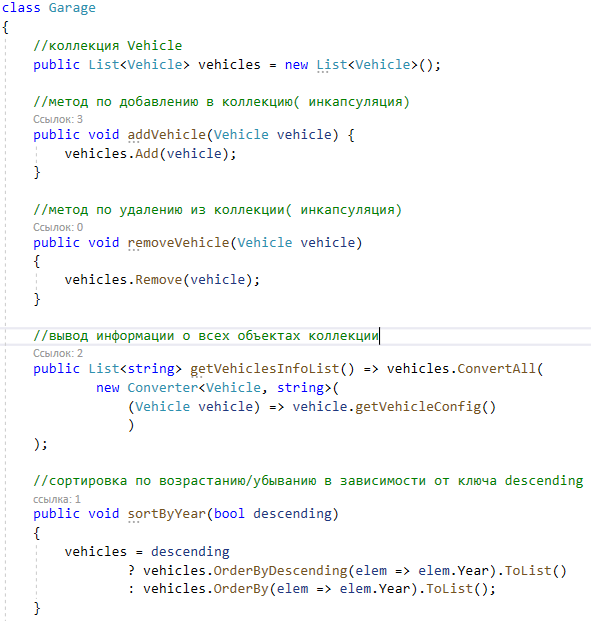 class Garage
{
//коллекция Vehicle
public List<Vehicle> vehicles = new List<Vehicle>();
//метод по добавлению в коллекцию( инкапсуляция)
Ссылок: 3
public void addVehicle(Vehicle vehicle) {
vehicles.Add(vehicle);
}
//метод по удалению из коллекции( инкапсуляция)
Ссылок: 0
public void removeVehicle(Vehicle vehicle)
{
vehicles.Remove(vehicle);
}
//вывод информации о всех объектах коллекции
Ссылок: 2
public List<string> getVehiclesInfoList() => vehicles.ConvertAll(
new Converter<Vehicle, string>(
(Vehicle vehicle) => vehicle.getVehicleConfig()
)
);
//сортировка по возрастанию/убыванию в зависимости от ключа descending
ссылка: 1
public void sortByYear(bool descending)
{
vehicles = descending
? vehicles.OrderByDescending(elem => elem.Year).ToList()
: vehicles.OrderBy(elem => elem.Year).ToList();
}